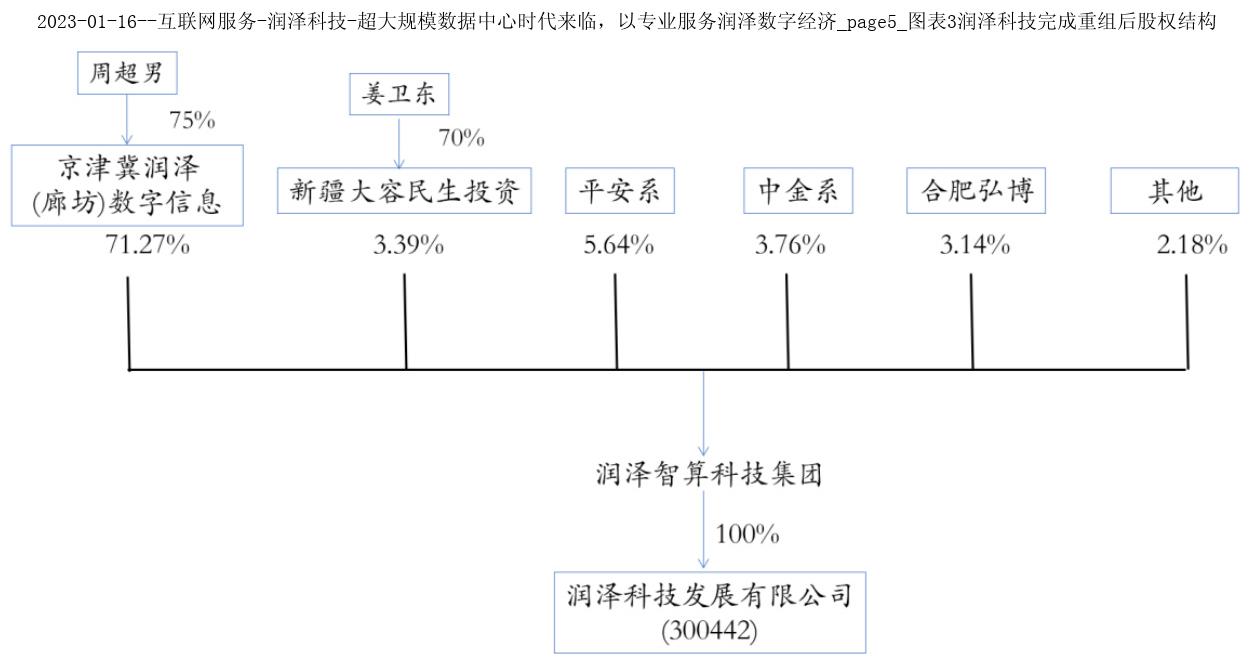 2023-01-16--互联网服务-润泽科技-超大规模数据中心时代来临，以专业服务润泽数字经济_page5_图表3润泽科技完成重组后股权结构
周超男
姜卫东
75%
70%
京津冀润泽
(廊坊)数字信息
新疆大容民生投资
平安系
中金系
合肥弘博
其他
71.27%
3.39%
5.64%
3.76%
3.14%
2.18%
润泽智算科技集团
100%
润泽科技发展有限公司
(300442)